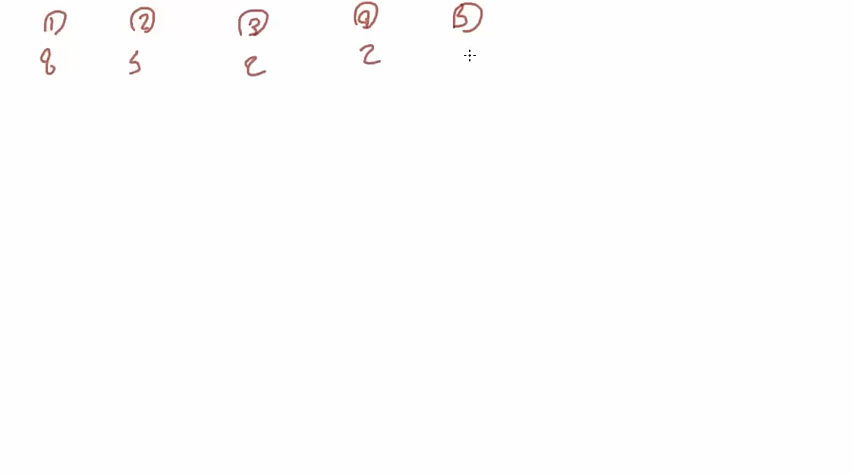 ① ② ③ ④ ⑤
8 5 2 2